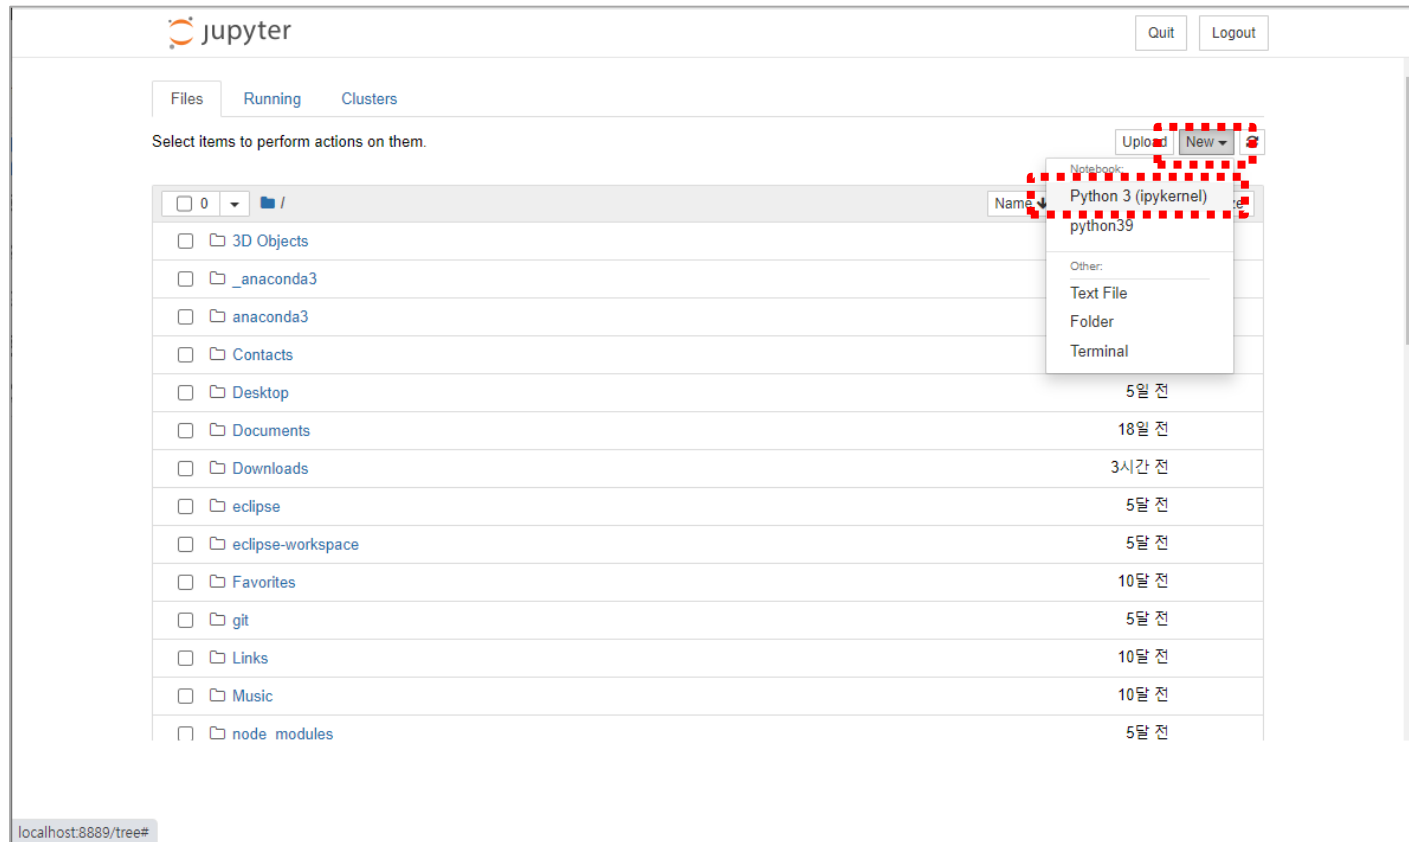 jupyter
Quit Logout
Files Running Clusters
Select items to perform actions on them.
Upload New
Notebook:
Python 3 (ipykernel)
python39
Other:
Text File
Folder
Terminal
0 / Name
3D Objects
_anaconda3
anaconda3
Contacts
Desktop 5일 전
Documents 18일 전
Downloads 3시간 전
eclipse 5달 전
eclipse-workspace 5달 전
Favorites 10달 전
git 5달 전
Links 10달 전
Music 10달 전
node_modules 5달 전
localhost:8889/tree#